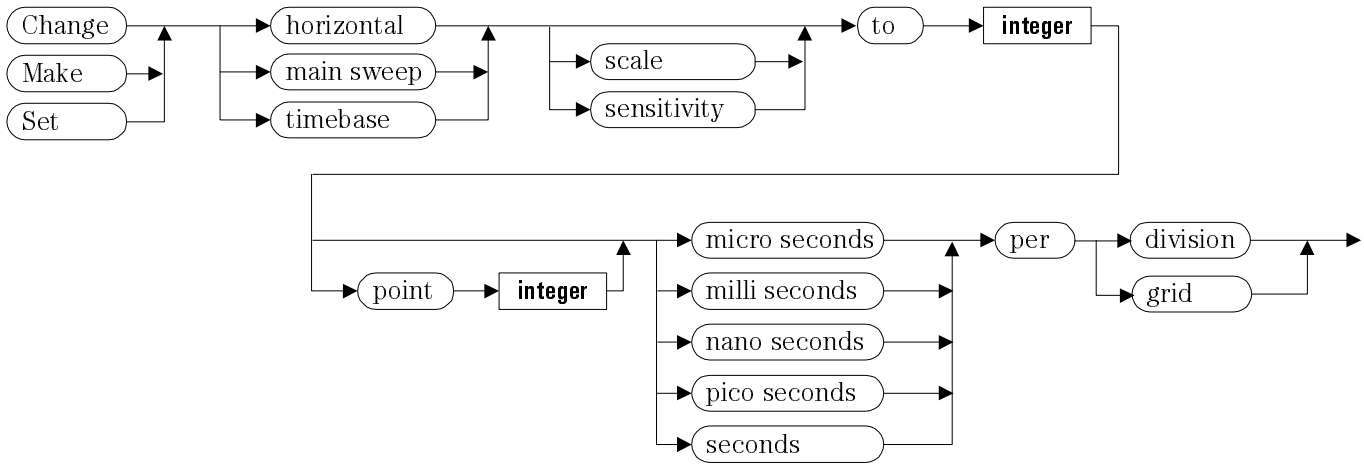 Change horizontal to integer
Make main sweep scale
Set timebase sensitivity
micro seconds per division
point integer milli seconds grid
nano seconds
pico seconds
seconds